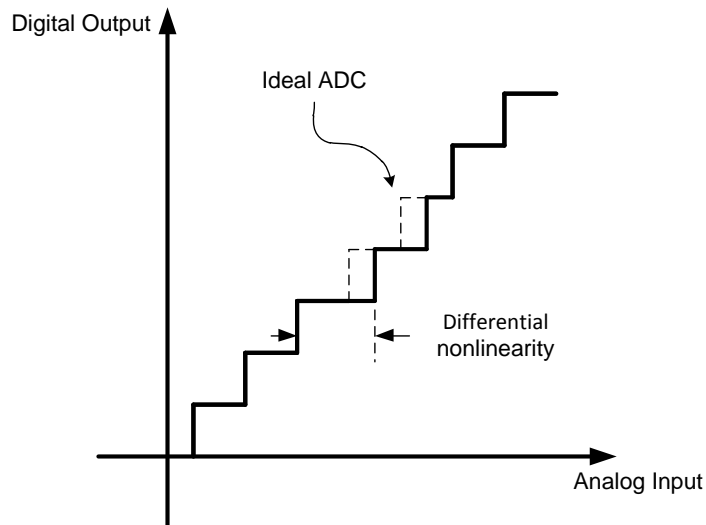 Digital Output
Ideal ADC
Differential
nonlinearity
Analog Input